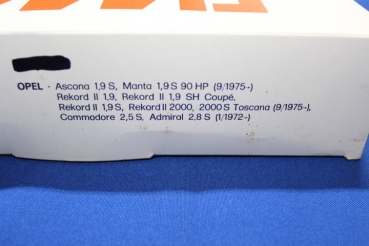 OPEL - Ascona 1,9 S, Manta 1,9 S 90 HP (9/1975-)
Rekord II 1,9, Rekord II 1,9 SH Coupé,
Rekord II 1,9 S, Rekord II 2000, 2000 S Toscana (9/1975-),
Commodore 2,5 S, Admiral 2,8 S (1/1972-)